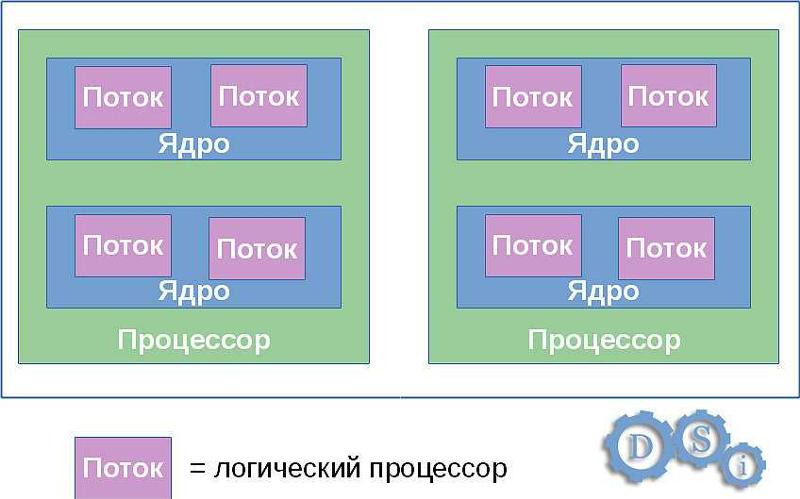 Поток Поток Поток Поток
Ядро Ядро
Поток Поток Поток Поток
Ядро Ядро
Процессор Процессор
Поток = логический процессор
D S i